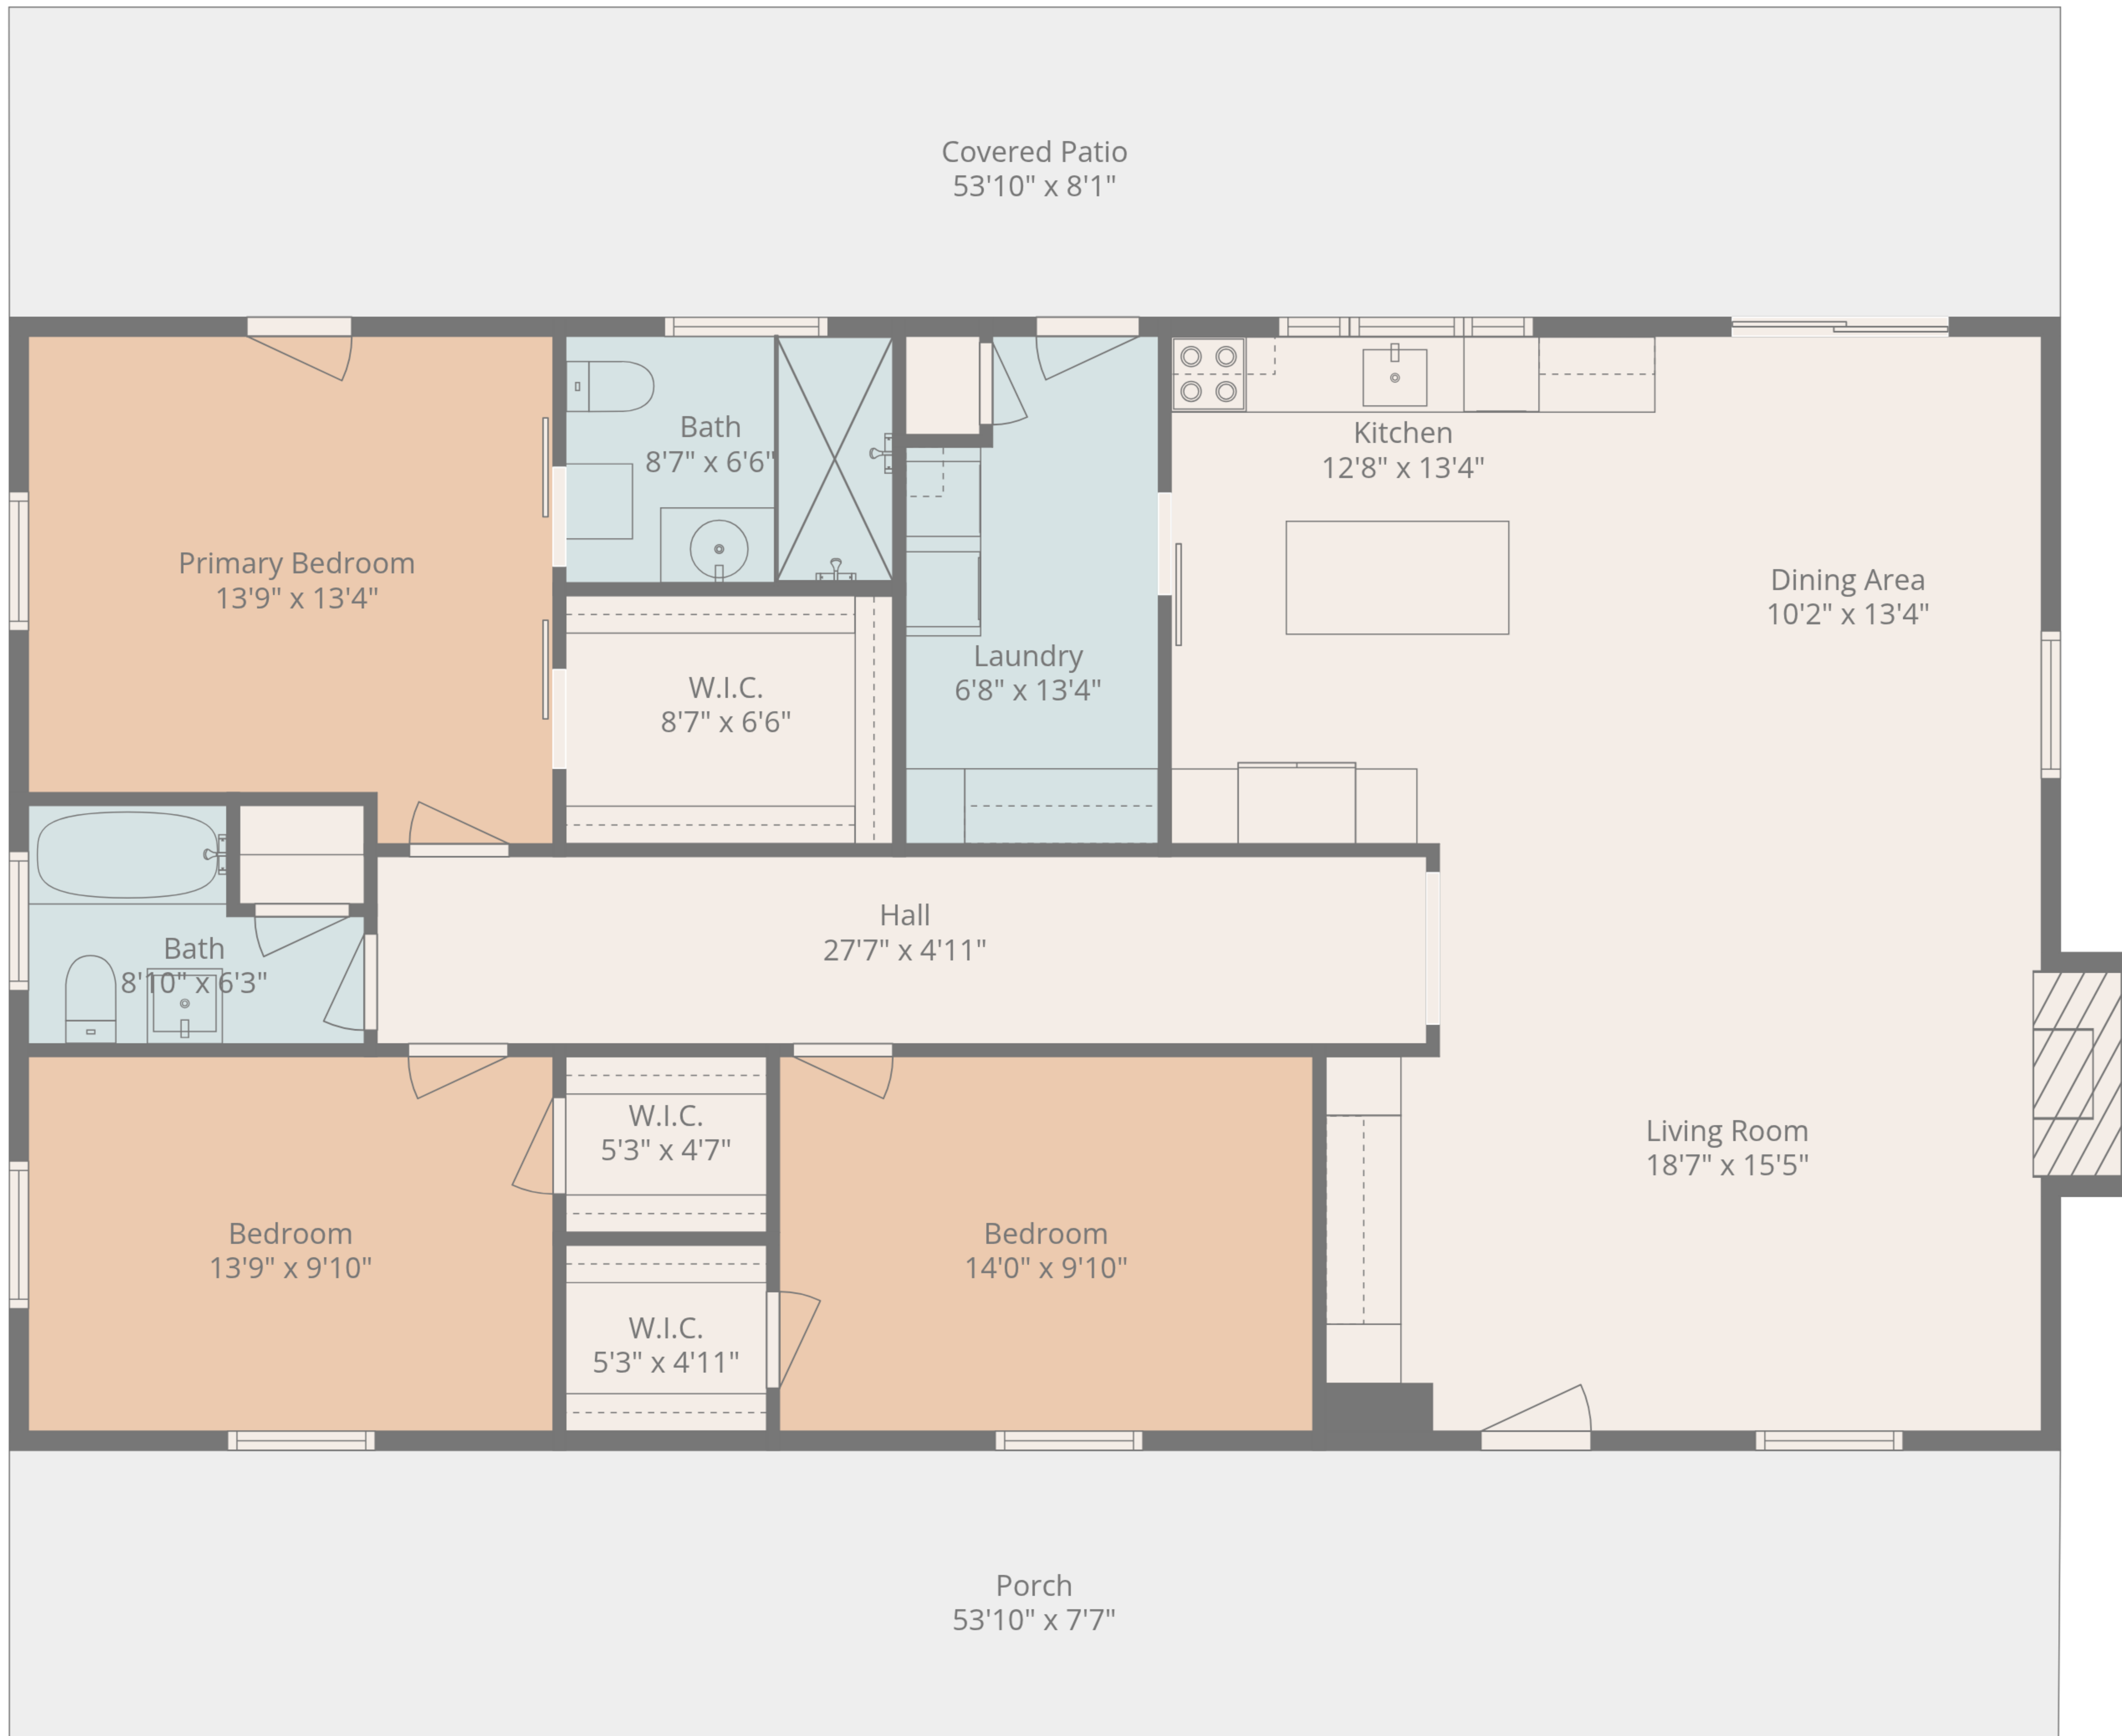 Covered Patio
53'10" x 8'1"
Bath
8'7" x 6'6"
Kitchen
12'8" x 13'4"
Primary Bedroom
13'9" x 13'4"
Dining Area
10'2" x 13'4"
Laundry
6'8" x 13'4"
W.I.C.
8'7" x 6'6"
Hall
27'7" x 4'11"
Bath
8'10" x 6'3"
W.I.C.
5'3" x 4'7"
Living Room
18'7" x 15'5"
Bedroom
13'9" x 9'10"
Bedroom
14'0" x 9'10"
W.I.C.
5'3" x 4'11"
Porch
53'10" x 7'7"